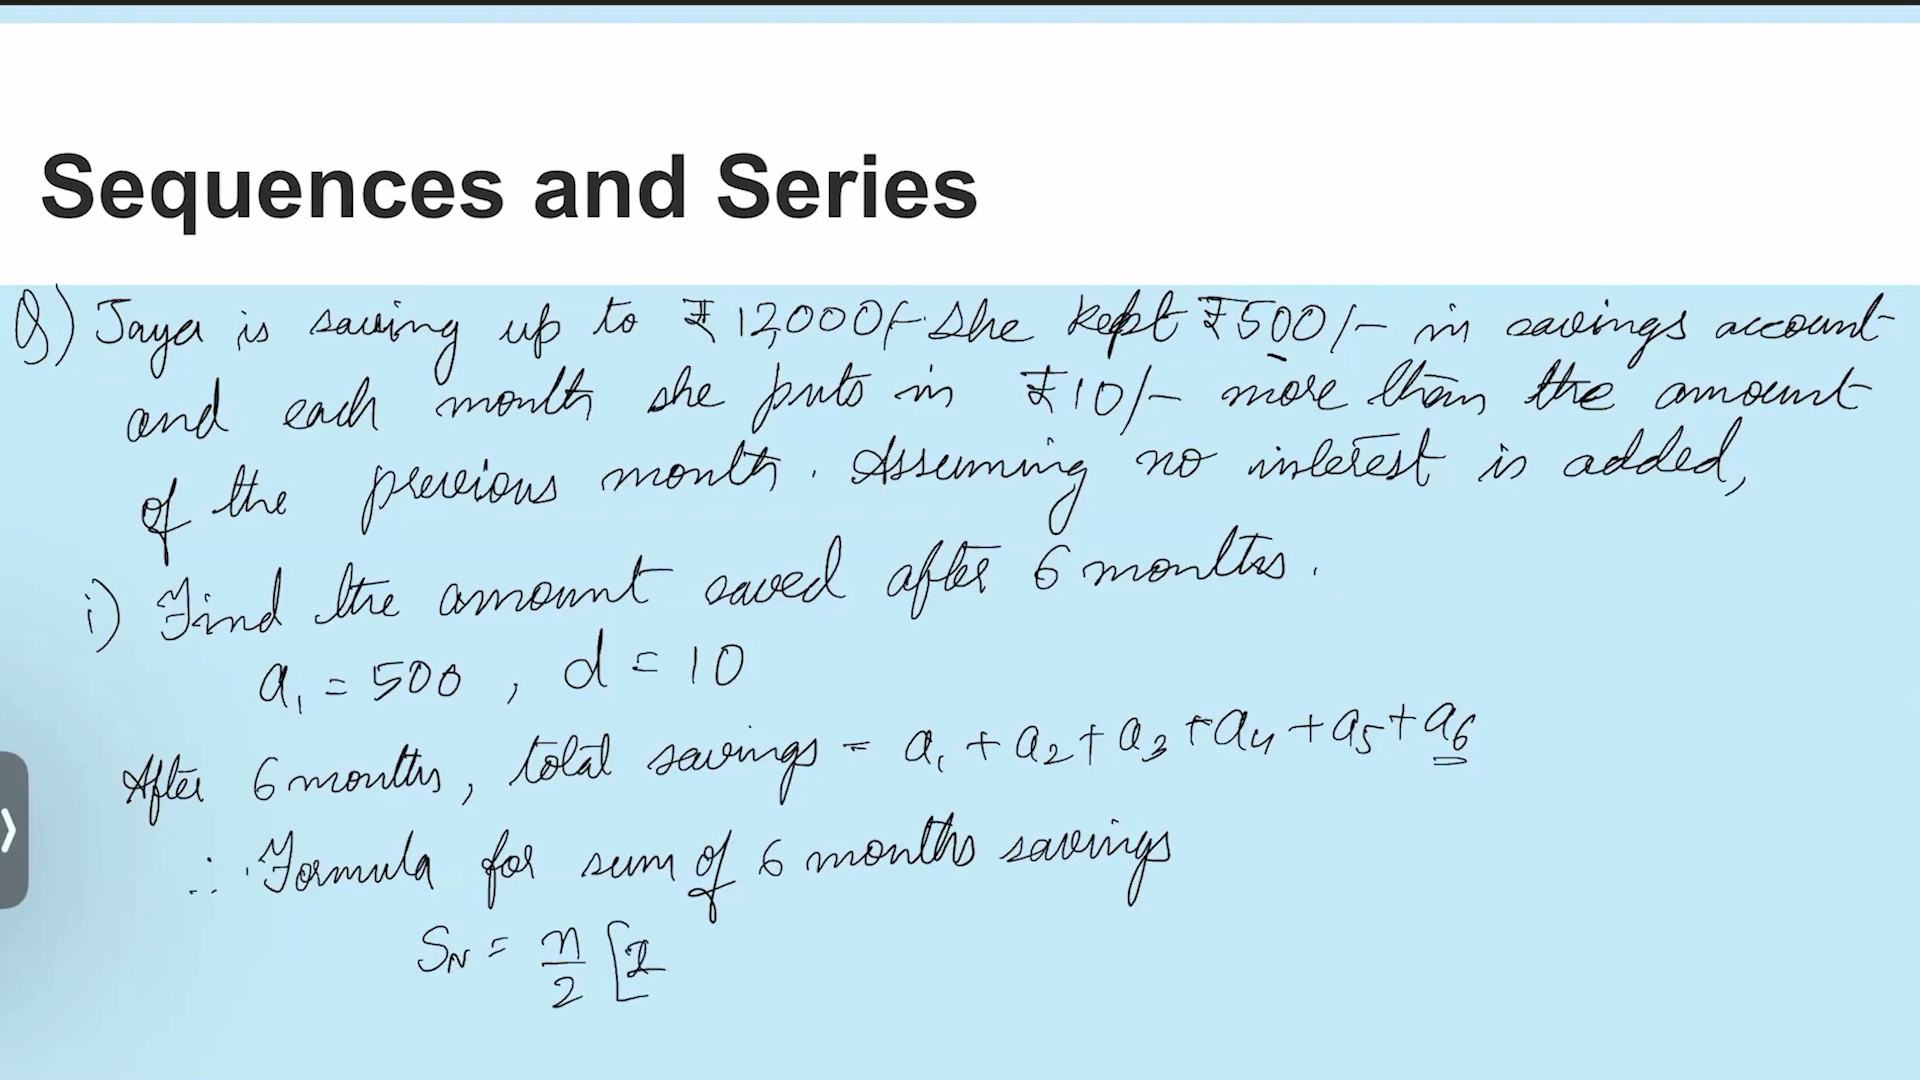 Sequences and Series
Q) Jaya is saving up to ₹12,000/-. She kept ₹500/- in savings account
and each month she puts in ₹10/- more than the amount
of the previous month. Assuming no interest is added,
i) Find the amount saved after 6 months.
a₁ = 500 , d = 10
After 6 months, total savings = a₁ + a₂ + a₃ + a₄ + a₅ + a₆
∴ Formula for sum of 6 months savings
Sₙ = n/2 [2